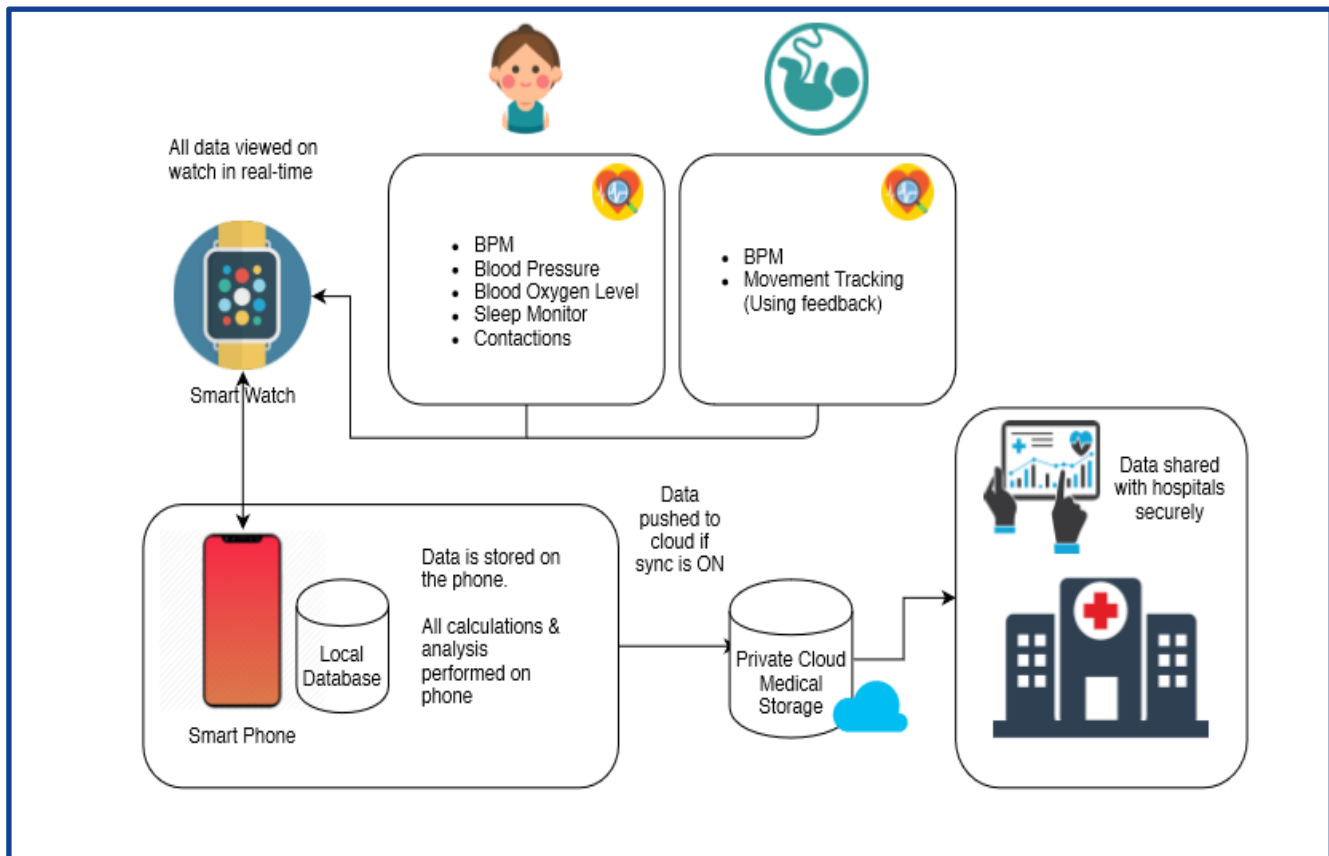 All data viewed on
watch in real-time
Smart Watch
• BPM
• Blood Pressure
• Blood Oxygen Level
• Sleep Monitor
• Contactions
• BPM
• Movement Tracking
(Using feedback)
Data is stored on
the phone.
All calculations &
analysis
performed on
phone
Local
Database
Smart Phone
Data
pushed to
cloud if
sync is ON
Private Cloud
Medical
Storage
Data shared
with hospitals
securely